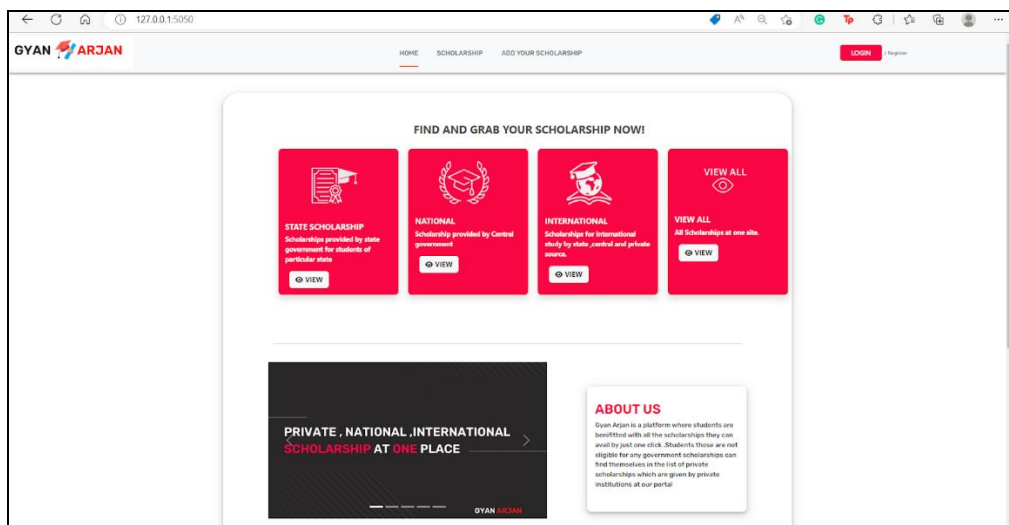 127.0.0.1:5050
GYAN ARJAN
HOME SCHOLARSHIP ADD YOUR SCHOLARSHIP
LOGIN / Register
FIND AND GRAB YOUR SCHOLARSHIP NOW!
STATE SCHOLARSHIP
Scholarships provided by state
government for students of
particular state
VIEW
NATIONAL
Scholarship provided by Central
government
VIEW
INTERNATIONAL
Scholarships for international
study by state ,central and private
source.
VIEW
VIEW ALL
VIEW ALL
All Scholarships at one site.
VIEW
PRIVATE , NATIONAL ,INTERNATIONAL
SCHOLARSHIP AT ONE PLACE
GYAN ARJAN
ABOUT US
Gyan Arjan is a platform where students are
benifitted with all the scholarships they can
avail by just one click .Students those are not
eligible for any government scholarships can
find themselves in the list of private
scholarships which are given by private
institutions at our portal